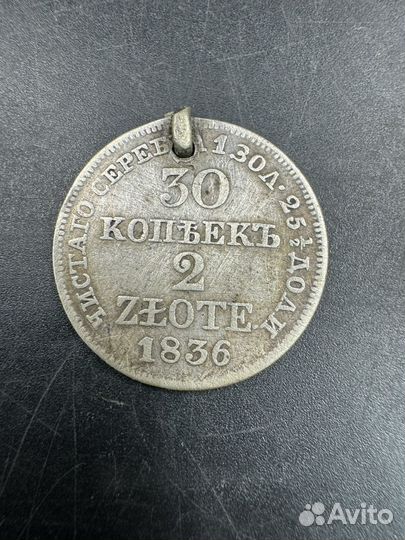 ЧИСТАГО СЕРЕБРА 1 ЗОЛ. 25½ ДОЛИ
30
КОПѢЕКЪ
2
ZŁOTE
1836
Avito